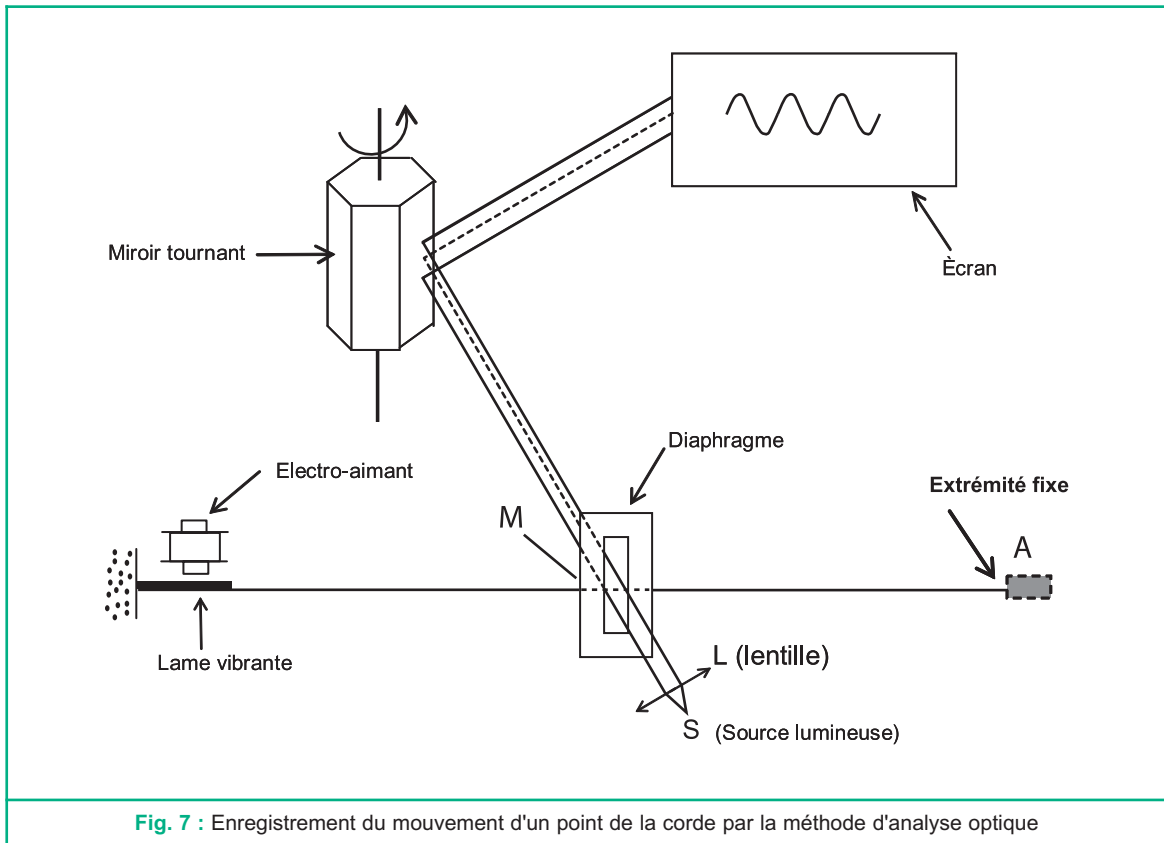 Miroir tournant
Ècran
Diaphragme
Electro-aimant
Extrémité fixe
M
A
Lame vibrante
L (lentille)
S (Source lumineuse)
Fig. 7 : Enregistrement du mouvement d'un point de la corde par la méthode d'analyse optique